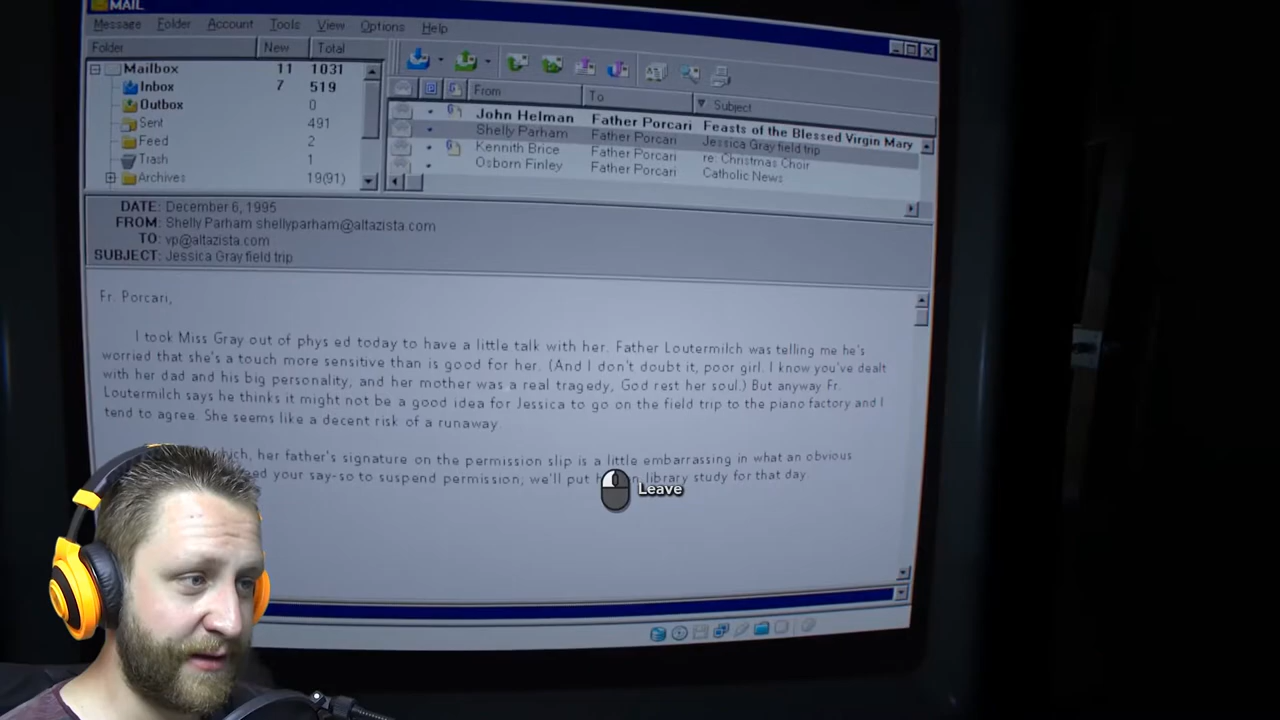 MAIL
Message Folder Account Tools View Options Help
Folder New Total
Mailbox 11 1031
Inbox 7 519
Outbox 0
Sent 491
Feed 2
Trash 1
Archives 19(91)
From To Subject
John Helman Father Porcari Feasts of the Blessed Virgin Mary
Shelly Parham Father Porcari Jessica Gray field trip
Kennith Brice Father Porcari re: Christmas Choir
Osborn Finley Father Porcari Catholic News
DATE: December 6, 1995
FROM: Shelly Parham shellyparham@altazista.com
TO: vp@altazista.com
SUBJECT: Jessica Gray field trip
Fr. Porcari,
I took Miss Gray out of phys ed today to have a little talk with her. Father Loutermilch was telling me he's
worried that she's a touch more sensitive than is good for her. (And I don't doubt it, poor girl. I know you've dealt
with her dad and his big personality, and her mother was a real tragedy, God rest her soul.) But anyway Fr.
Loutermilch says he thinks it might not be a good idea for Jessica to go on the field trip to the piano factory and I
tend to agree. She seems like a decent risk of a runaway.
her father's signature on the permission slip is a little embarrassing in what an obvious
your say-so to suspend permission; we'll put library study for that day.
Leave